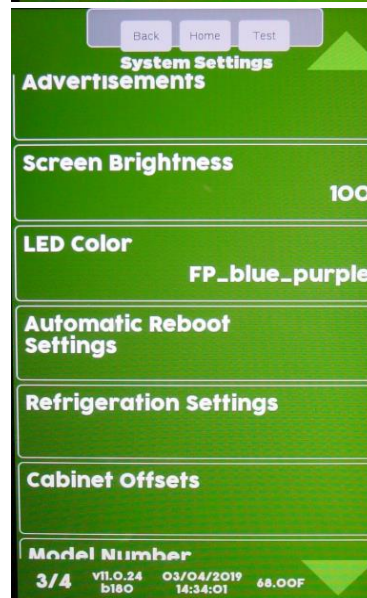 Back Home Test
System Settings
Advertisements
Screen Brightness
100
LED Color
FP_blue_purple
Automatic Reboot
Settings
Refrigeration Settings
Cabinet Offsets
Model Number
3/4 v11.0.24 03/04/2019 68.00F
b180 14:34:01